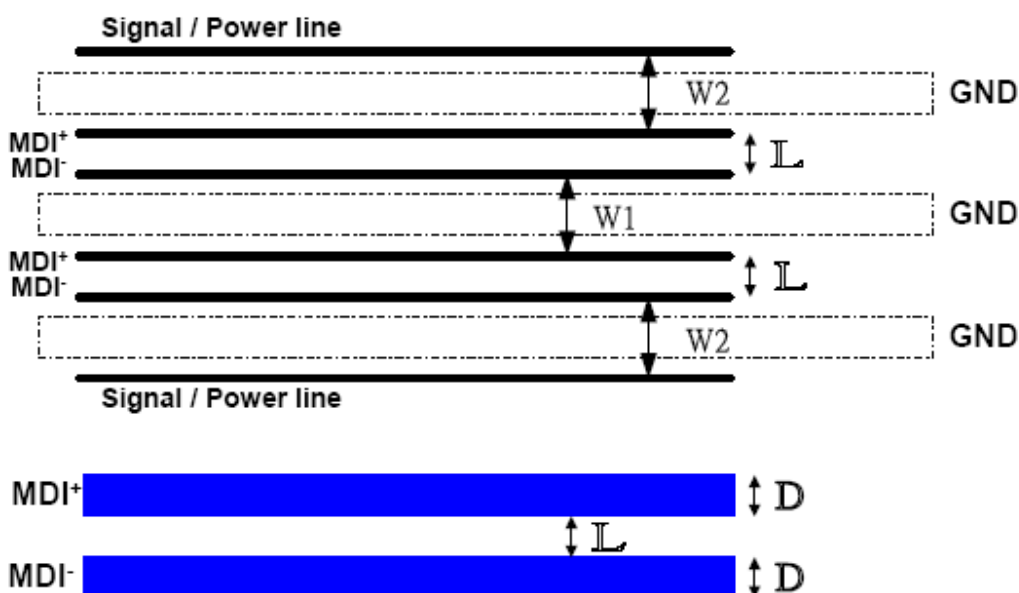 Signal / Power line
W2
GND
MDI⁺
L
MDI⁻
W1
GND
MDI⁺
L
MDI⁻
W2
GND
Signal / Power line
MDI⁺
D
L
MDI⁻
D